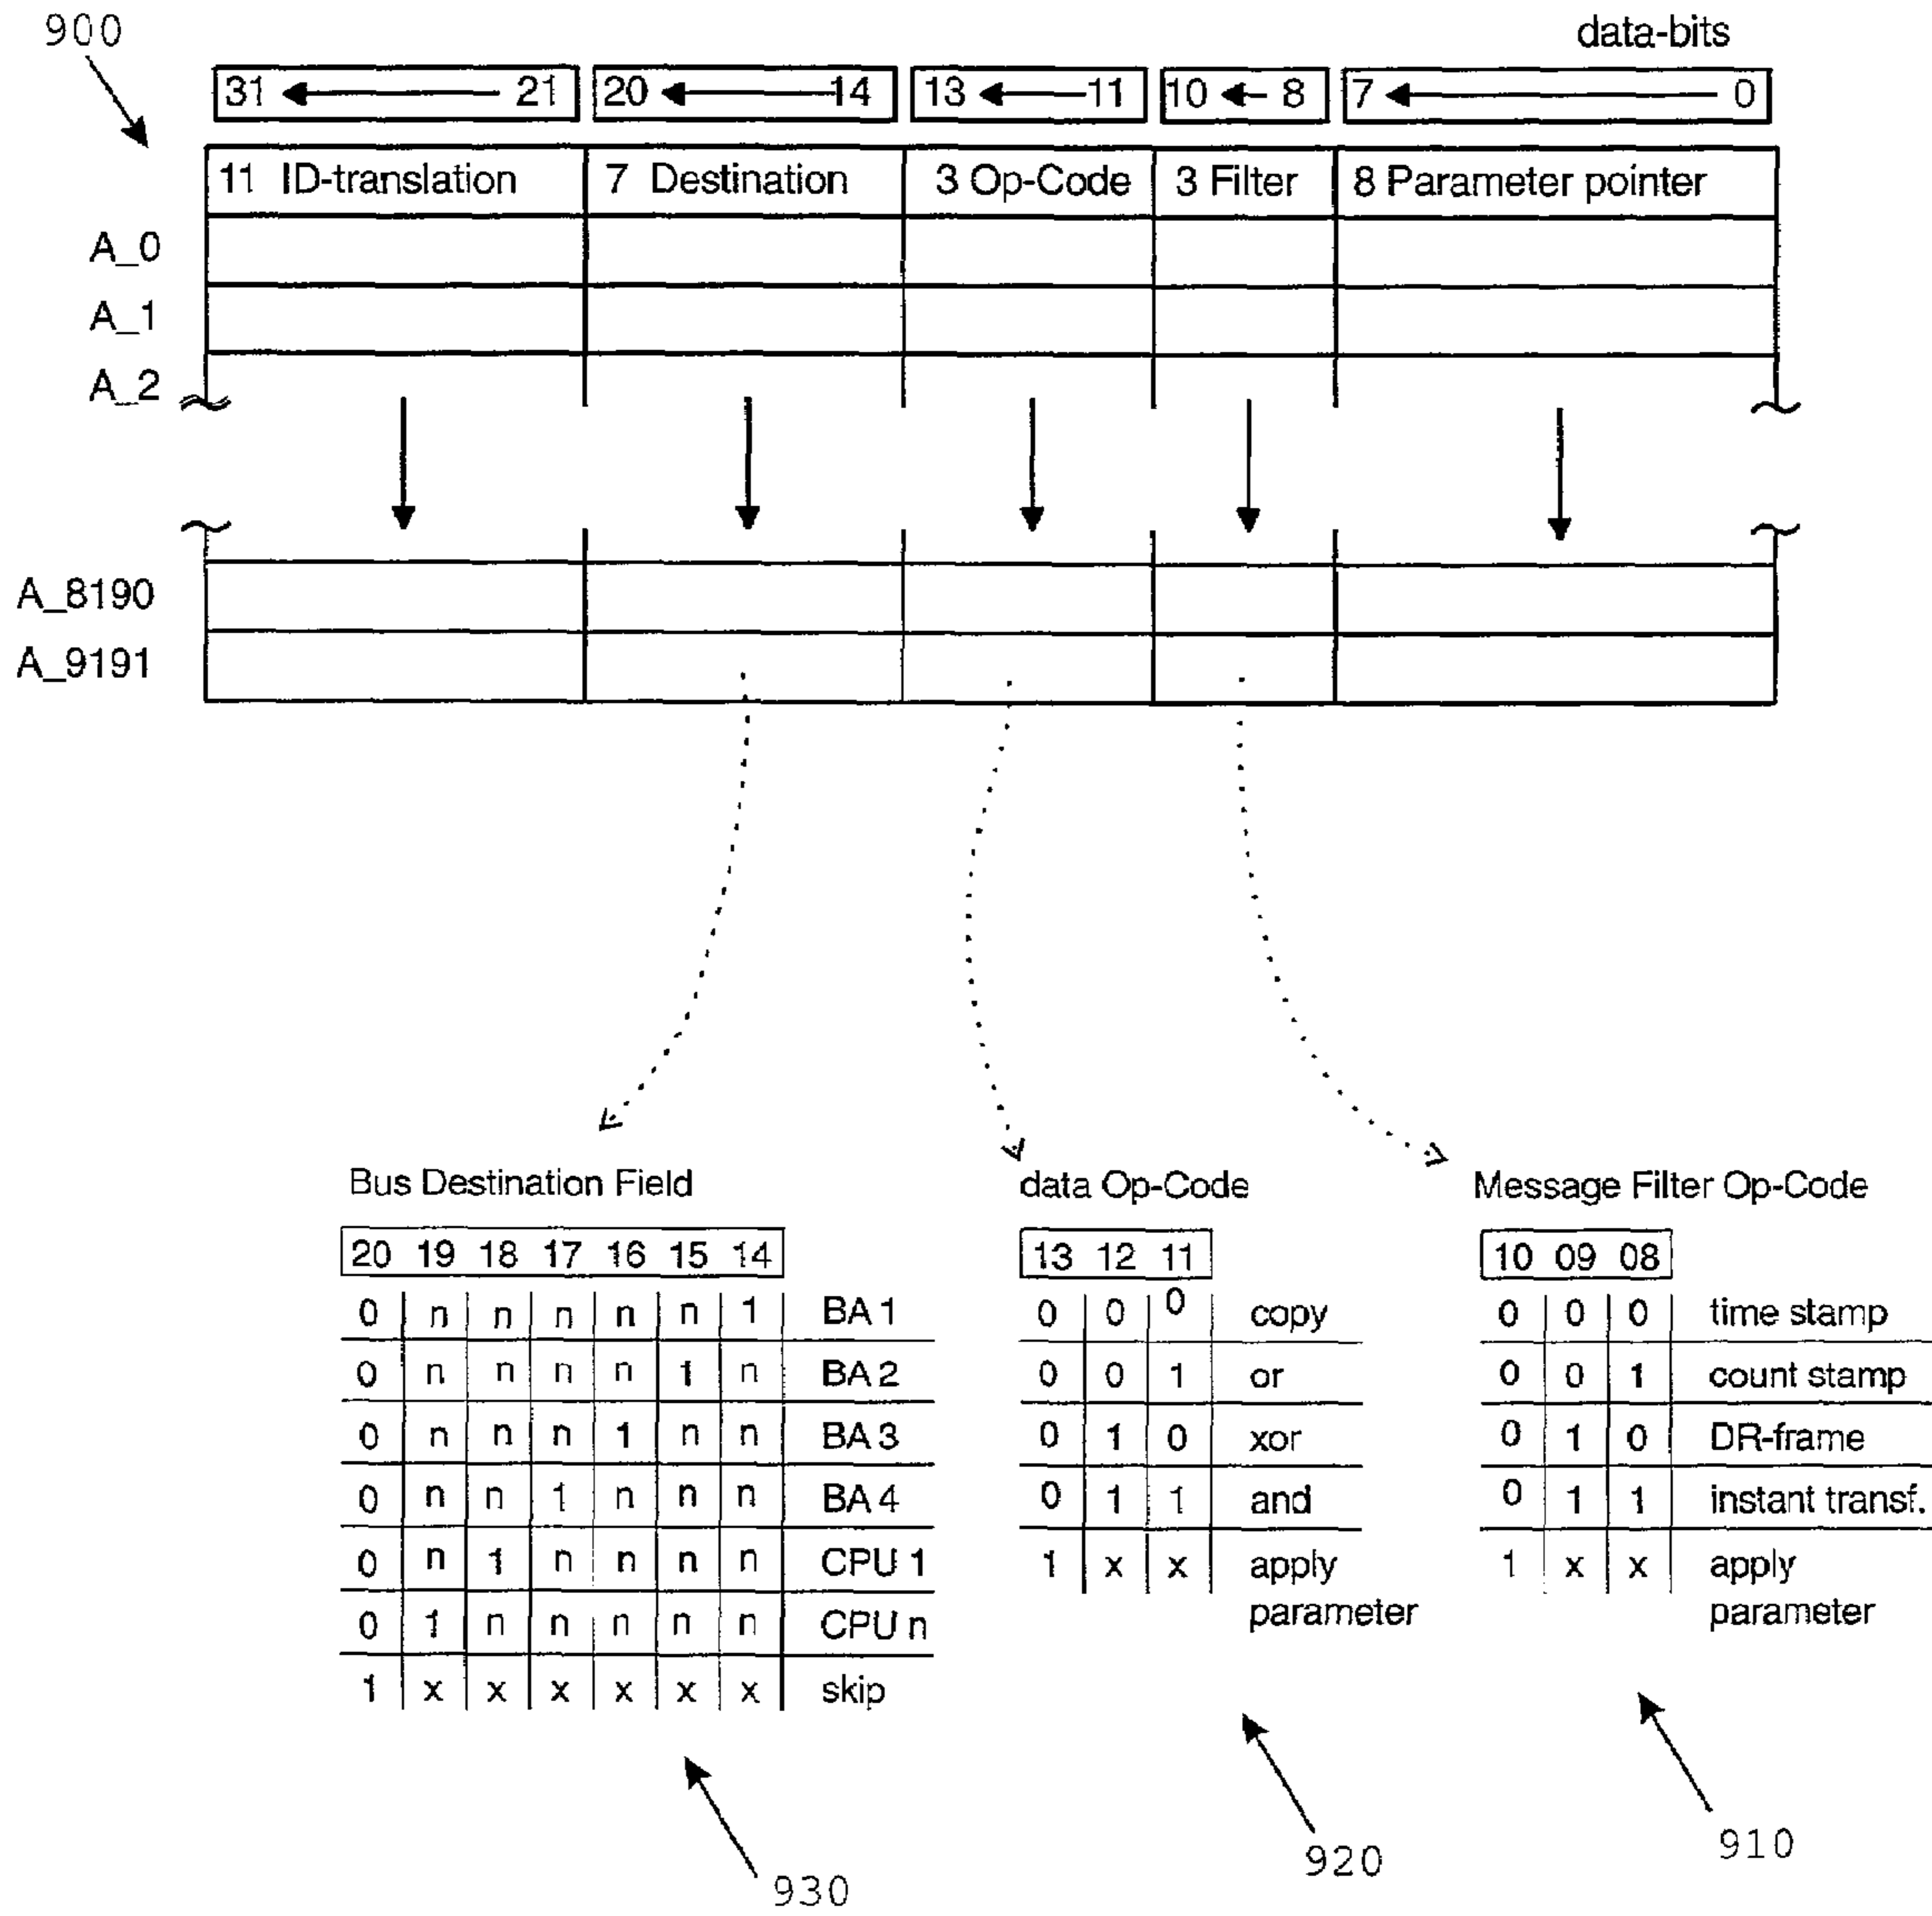 900
data-bits
31 21 20 14 13 11 10 8 7 0
11 ID-translation 7 Destination 3 Op-Code 3 Filter 8 Parameter pointer
A_0
A_1
A_2
A_8190
A_9191
Bus Destination Field
20 19 18 17 16 15 14
0 n n n n n 1 BA 1
0 n n n n 1 n BA 2
0 n n n 1 n n BA 3
0 n n 1 n n n BA 4
0 n 1 n n n n CPU 1
0 1 n n n n n CPU n
1 x x x x x x skip
930
data Op-Code
13 12 11
0 0 0 copy
0 0 1 or
0 1 0 xor
0 1 1 and
1 x x apply
parameter
920
Message Filter Op-Code
10 09 08
0 0 0 time stamp
0 0 1 count stamp
0 1 0 DR-frame
0 1 1 instant transf.
1 x x apply
parameter
910